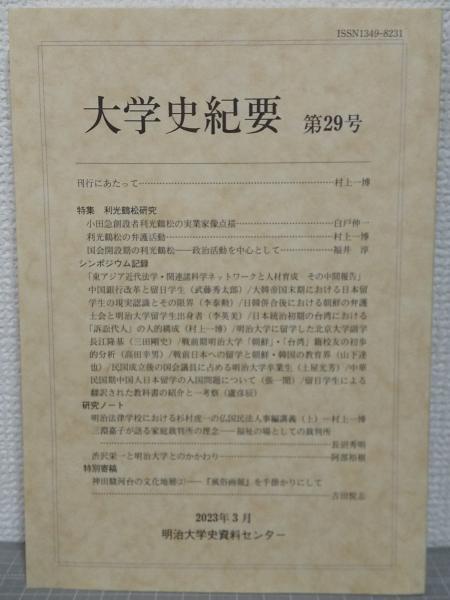 ISSN1349-8231
大学史紀要 第29号
刊行にあたって……村上一博
特集 利光鶴松研究
小田急創設者利光鶴松の実業家像点描……白戸伸一
利光鶴松の弁護活動……村上一博
国会開設期の利光鶴松――政治活動を中心として……福井 淳
シンポジウム記録
「東アジア近代法学・関連諸科学ネットワークと人材育成 その中間報告」
中国銀行改革と留日学生(武藤秀太郎)/大韓帝国末期における日本留
学生の現実認識とその限界(李泰勲)/日韓併合後における朝鮮の弁護
士会と明治大学留学生出身者(李英美)/日本統治初期の台湾における
「訴訟代人」の人的構成(村上一博)/明治大学に留学した北京大学副学
長江隆基(三田剛史)/戦前期明治大学「朝鮮」・「台湾」籍校友の初歩
的分析(高田幸男)/戦前日本への留学と朝鮮・韓国の教育界(山下達
也)/民国成立後の国会議員に占める明治大学卒業生(土屋光芳)/中華
民国期中国人日本留学の人国問題について(張一闻)/留日学生による
翻訳された教科書の紹介と一考察(盧彦辰)
研究ノート
明治法律学校における杉村虎一の仏国民法人事編講義(上)…村上一博
三淵嘉子が語る家庭裁判所の理念――福祉の場としての裁判所
……長沼秀明
渋沢栄一と明治大学とのかかわり……阿部裕樹
特別寄稿
神田駿河台の文化地層(2)――『風俗画報』を手掛かりにして
……吉田悦志
2023年3月
明治大学史資料センター